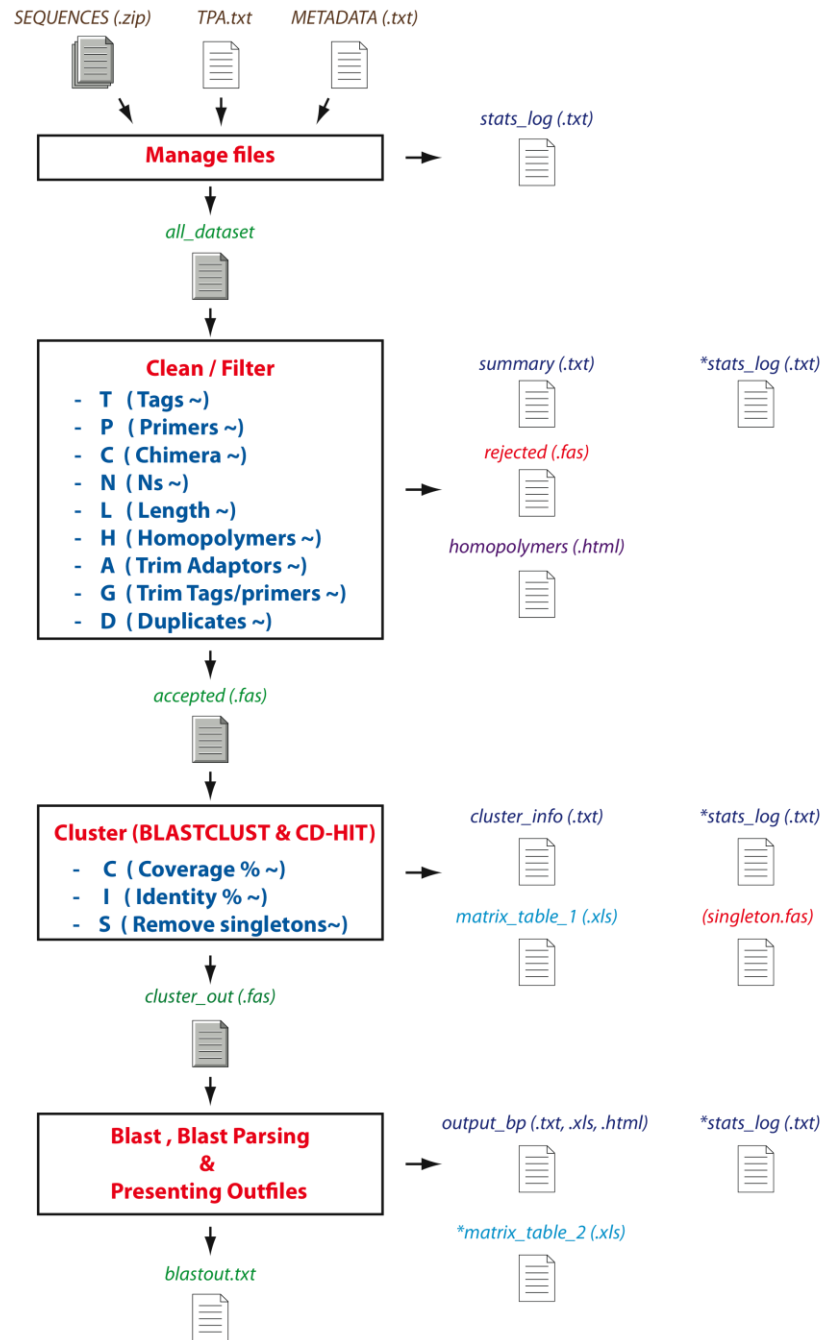 SEQUENCES (.zip) TPA.txt METADATA (.txt)
Manage files
stats_log (.txt)
all_dataset
Clean / Filter
- T ( Tags ~)
- P ( Primers ~)
- C ( Chimera ~)
- N ( Ns ~)
- L ( Length ~)
- H ( Homopolymers ~)
- A ( Trim Adaptors ~)
- G ( Trim Tags/primers ~)
- D ( Duplicates ~)
summary (.txt) *stats_log (.txt)
rejected (.fas)
homopolymers (.html)
accepted (.fas)
Cluster (BLASTCLUST & CD-HIT)
- C ( Coverage % ~)
- I ( Identity % ~)
- S ( Remove singletons~)
cluster_info (.txt) *stats_log (.txt)
matrix_table_1 (.xls) (singleton.fas)
cluster_out (.fas)
Blast , Blast Parsing
&
Presenting Outfiles
output_bp (.txt, .xls, .html) *stats_log (.txt)
*matrix_table_2 (.xls)
blastout.txt